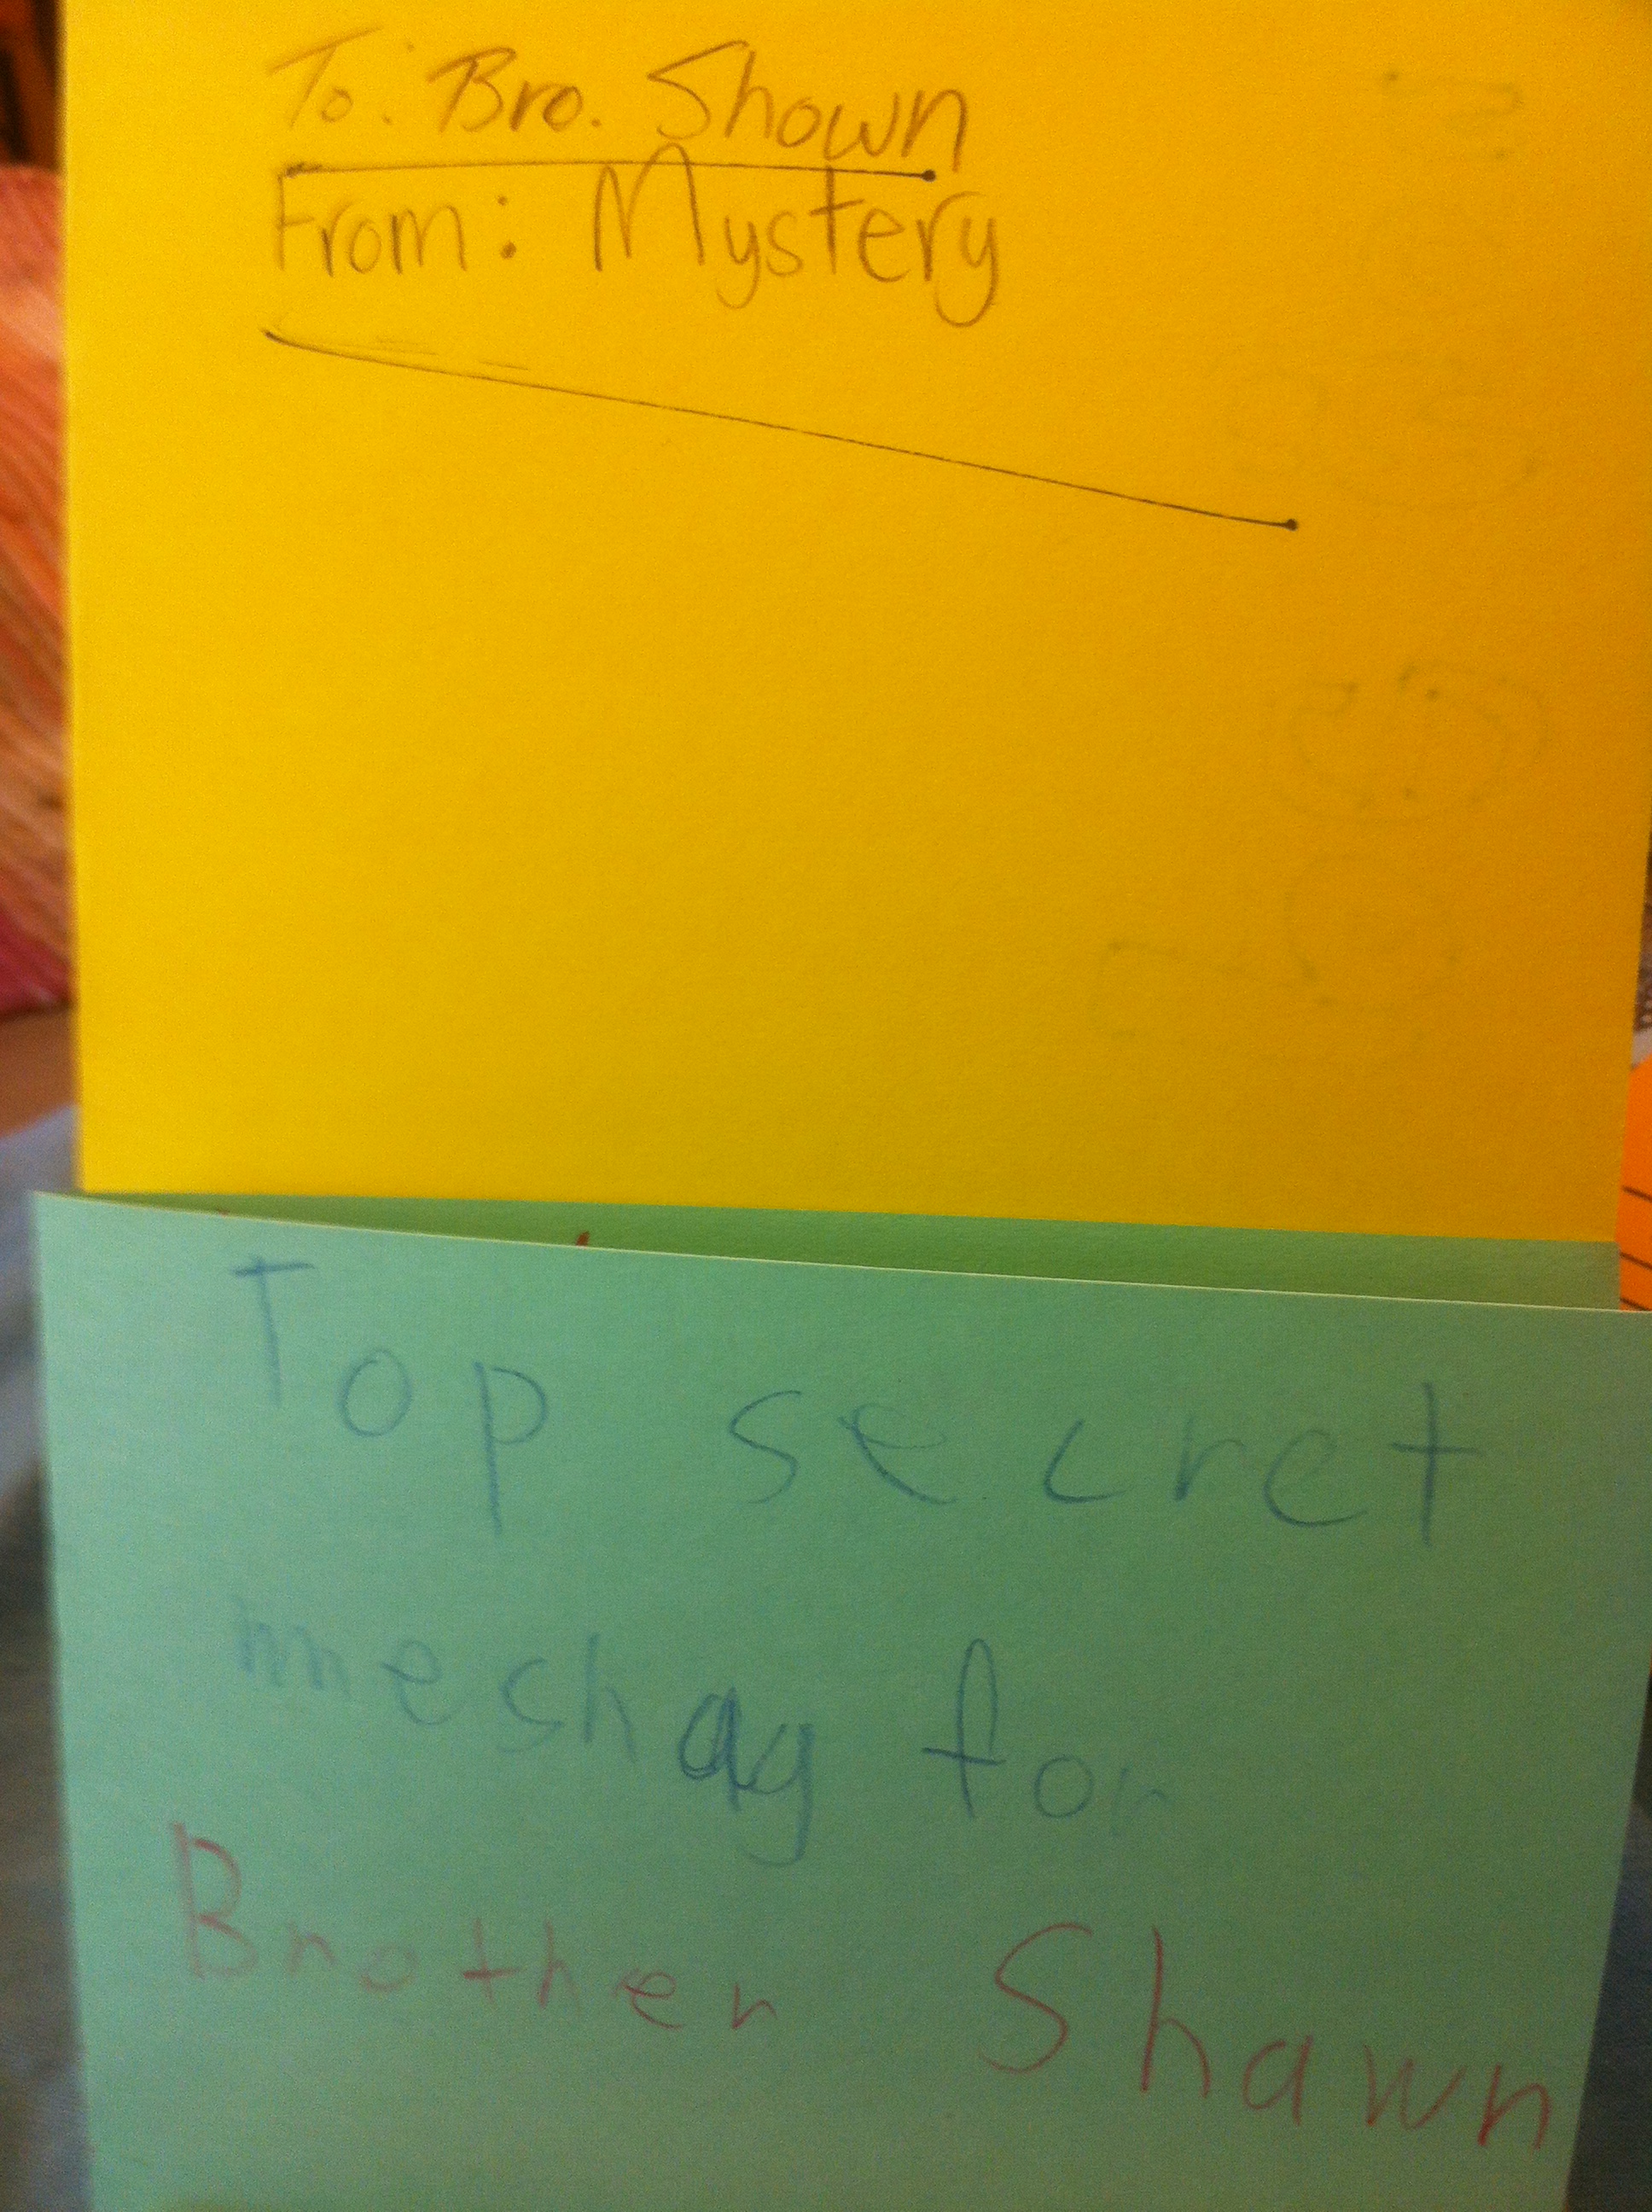 To: Bro. Shown
From: Mystery
Top secret
meshag for
Brother Shawn